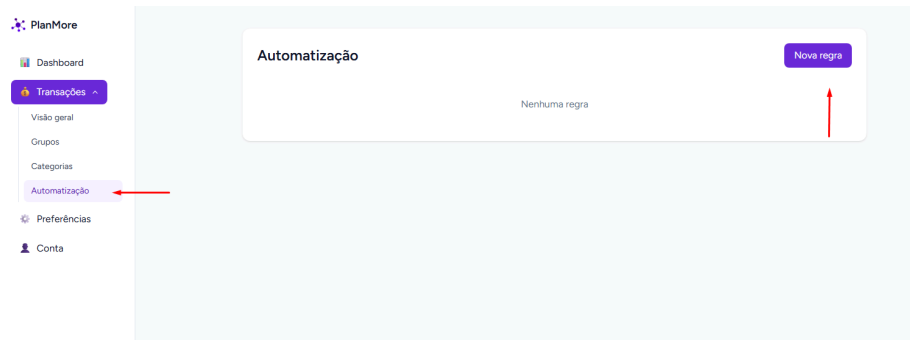 PlanMore
Dashboard
Transações
Visão geral
Grupos
Categorias
Automatização
Preferências
Conta
Automatização
Nova regra
Nenhuma regra